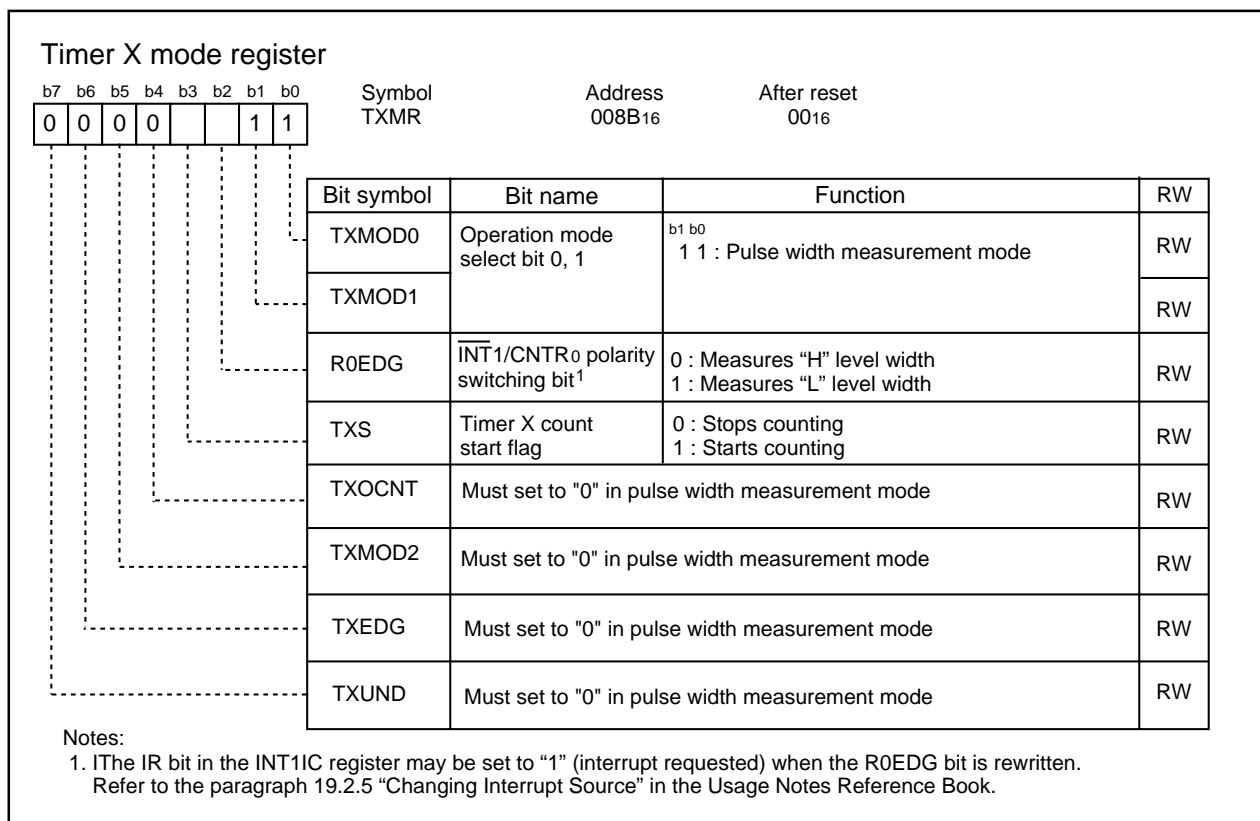 Timer X mode register
b7 b6 b5 b4 b3 b2 b1 b0
Symbol Address After reset
TXMR 008B16 0016
0 0 0 0 1 1
Bit symbol Bit name Function RW
TXMOD0 Operation mode select bit 0, 1 b1 b0 1 1 : Pulse width measurement mode RW
TXMOD1 RW
R0EDG INT1/CNTR0 polarity switching bit1 0 : Measures “H” level width 1 : Measures “L” level width RW
TXS Timer X count start flag 0 : Stops counting 1 : Starts counting RW
TXOCNT Must set to "0" in pulse width measurement mode RW
TXMOD2 Must set to "0" in pulse width measurement mode RW
TXEDG Must set to "0" in pulse width measurement mode RW
TXUND Must set to "0" in pulse width measurement mode RW
Notes:
1. IThe IR bit in the INT1IC register may be set to “1” (interrupt requested) when the R0EDG bit is rewritten.
Refer to the paragraph 19.2.5 “Changing Interrupt Source” in the Usage Notes Reference Book.